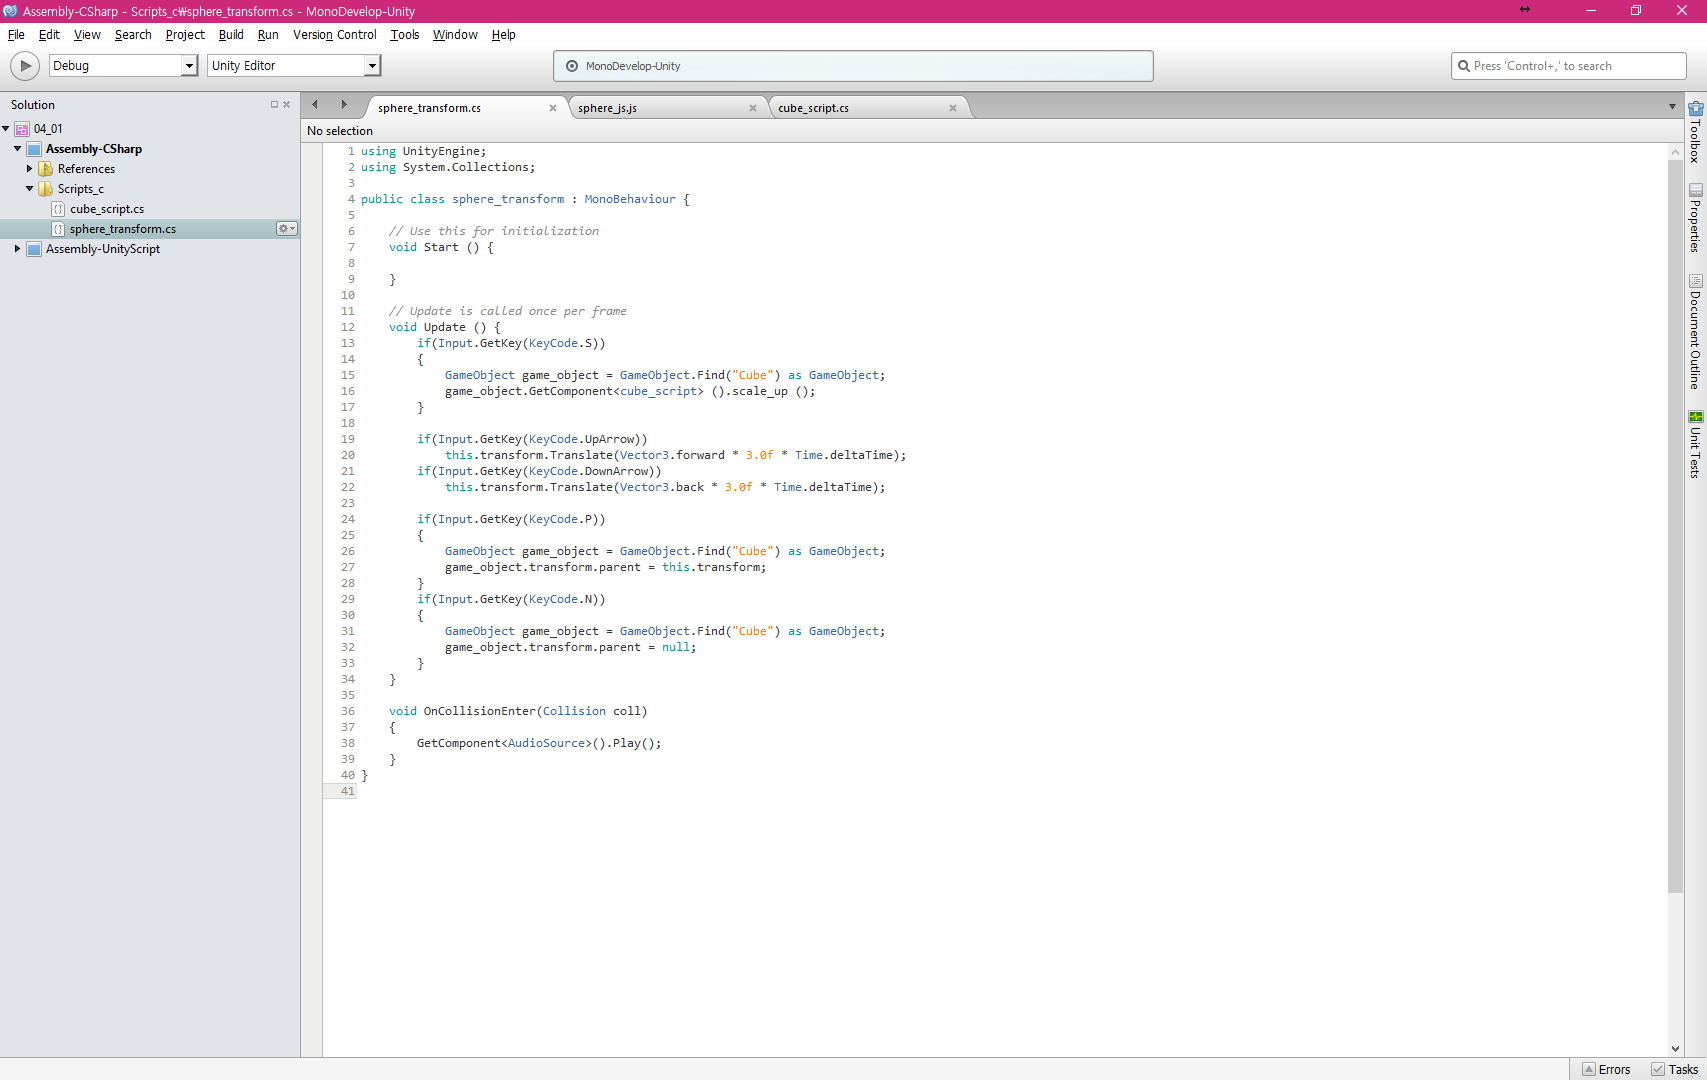 Assembly-CSharp - Scripts_c₩sphere_transform.cs - MonoDevelop-Unity
File Edit View Search Project Build Run Version Control Tools Window Help
Debug Unity Editor MonoDevelop-Unity Press 'Control+,' to search
Solution
04_01
Assembly-CSharp
References
Scripts_c
cube_script.cs
sphere_transform.cs
Assembly-UnityScript
sphere_transform.cs sphere_js.js cube_script.cs
No selection
1 using UnityEngine;
2 using System.Collections;
3
4 public class sphere_transform : MonoBehaviour {
5
6 // Use this for initialization
7 void Start () {
8
9 }
10
11 // Update is called once per frame
12 void Update () {
13 if(Input.GetKey(KeyCode.S))
14 {
15 GameObject game_object = GameObject.Find("Cube") as GameObject;
16 game_object.GetComponent<cube_script> ().scale_up ();
17 }
18
19 if(Input.GetKey(KeyCode.UpArrow))
20 this.transform.Translate(Vector3.forward * 3.0f * Time.deltaTime);
21 if(Input.GetKey(KeyCode.DownArrow))
22 this.transform.Translate(Vector3.back * 3.0f * Time.deltaTime);
23
24 if(Input.GetKey(KeyCode.P))
25 {
26 GameObject game_object = GameObject.Find("Cube") as GameObject;
27 game_object.transform.parent = this.transform;
28 }
29 if(Input.GetKey(KeyCode.N))
30 {
31 GameObject game_object = GameObject.Find("Cube") as GameObject;
32 game_object.transform.parent = null;
33 }
34 }
35
36 void OnCollisionEnter(Collision coll)
37 {
38 GetComponent<AudioSource>().Play();
39 }
40 }
41
Toolbox
Properties
Document Outline
Unit Tests
Errors Tasks